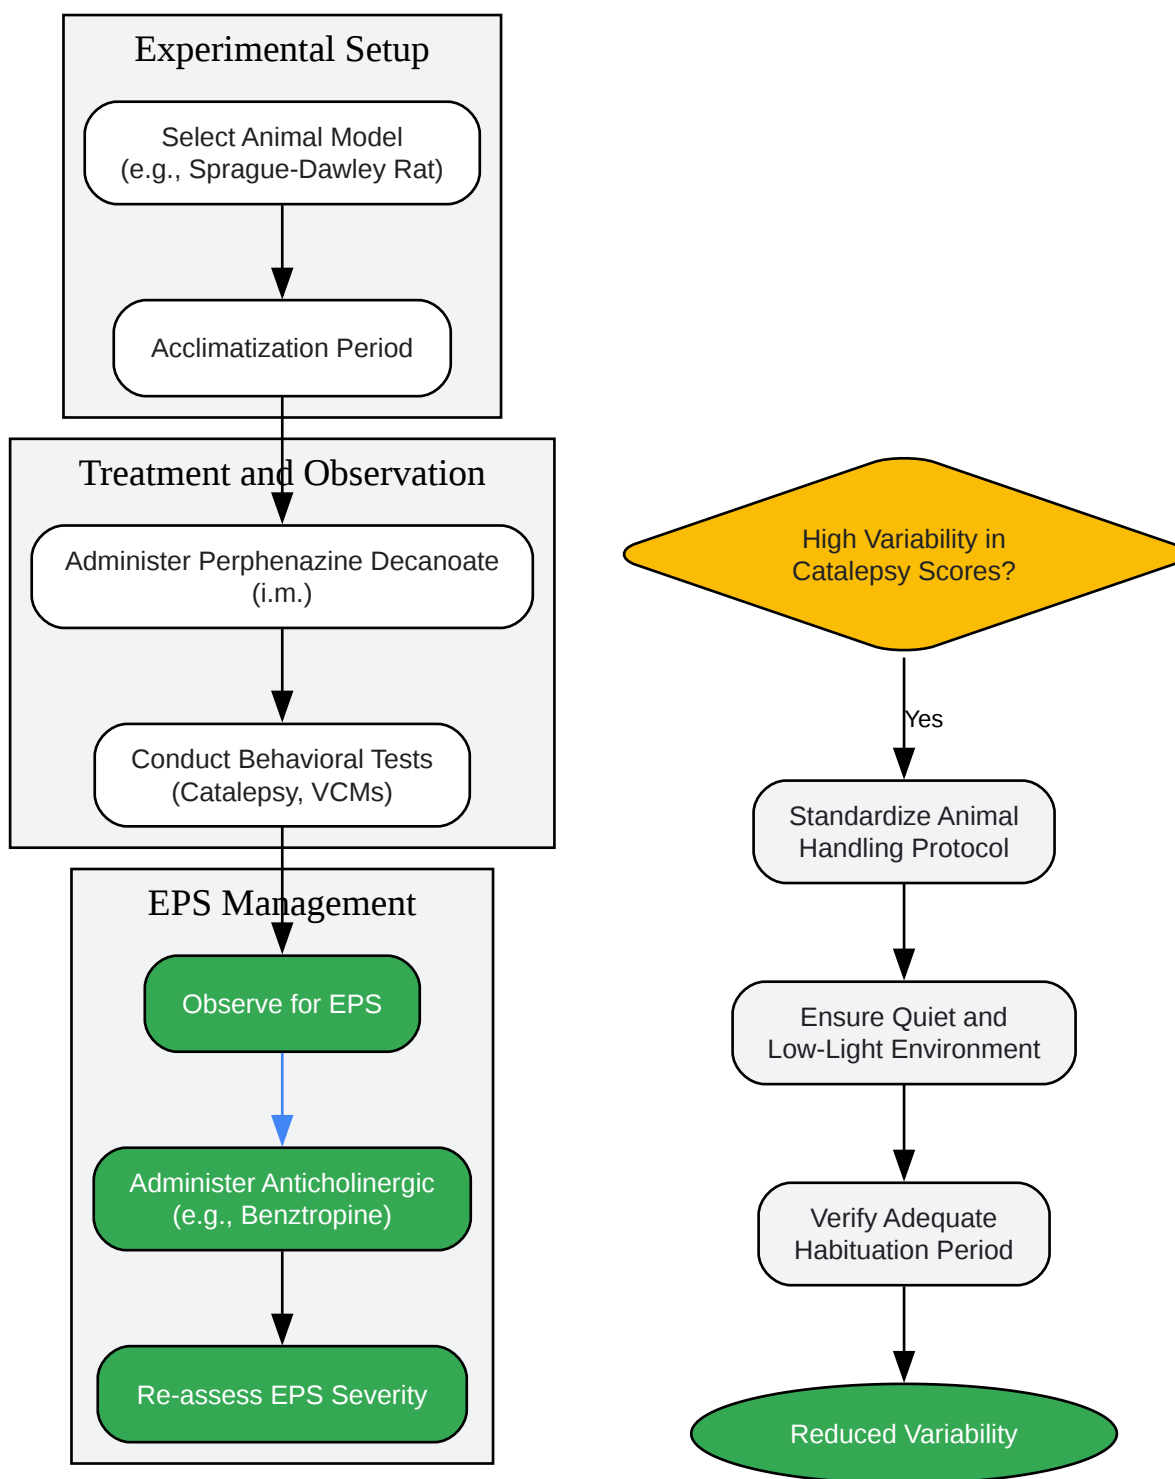 Experimental Setup
Select Animal Model
(e.g., Sprague-Dawley Rat)
Acclimatization Period
Treatment and Observation
Administer Perphenazine Decanoate
(i.m.)
Conduct Behavioral Tests
(Catalepsy, VCMs)
EPS Management
Observe for EPS
Administer Anticholinergic
(e.g., Benztropine)
Re-assess EPS Severity
High Variability in
Catalepsy Scores?
Yes
Standardize Animal
Handling Protocol
Ensure Quiet and
Low-Light Environment
Verify Adequate
Habituation Period
Reduced Variability